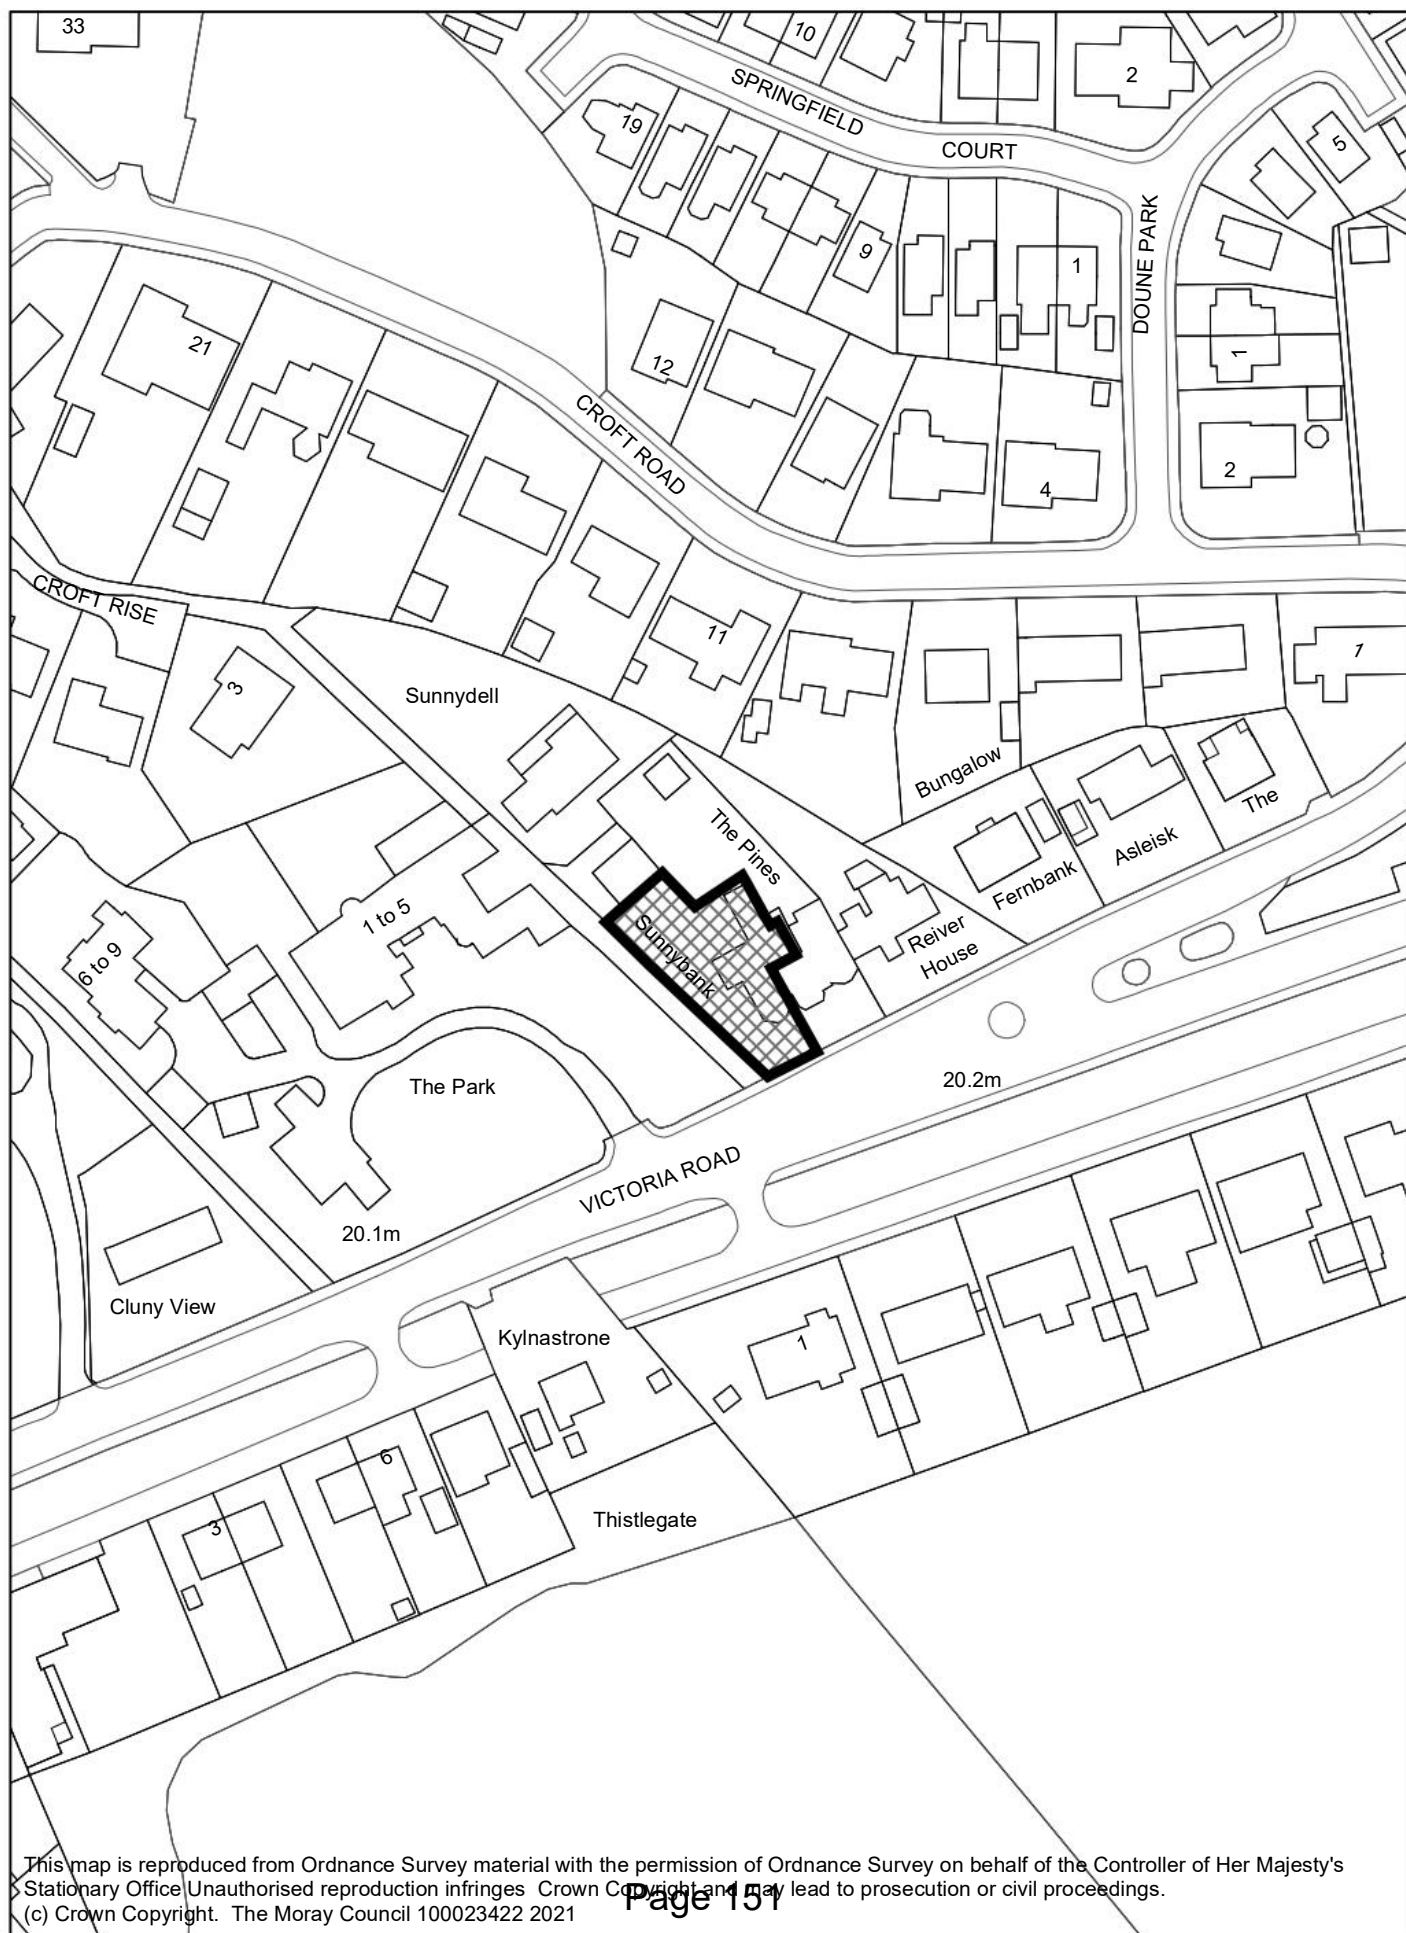 33
10
2
SPRINGFIELD
19
COURT
5
DOUNE PARK
9
1
21
12
1
CROFT ROAD
2
4
CROFT RISE
11
1
3
Sunnydell
Bungalow
The
The Pines
Asleisk
Fernbank
1 to 5
Reiver
House
6 to 9
Sunnybank
20.2m
The Park
VICTORIA ROAD
20.1m
Cluny View
Kylnastrone
1
6
3
Thistlegate
This map is reproduced from Ordnance Survey material with the permission of Ordnance Survey on behalf of the Controller of Her Majesty's
Stationary Office Unauthorised reproduction infringes Crown Copyright and may lead to prosecution or civil proceedings.
Page 151
(c) Crown Copyright. The Moray Council 100023422 2021